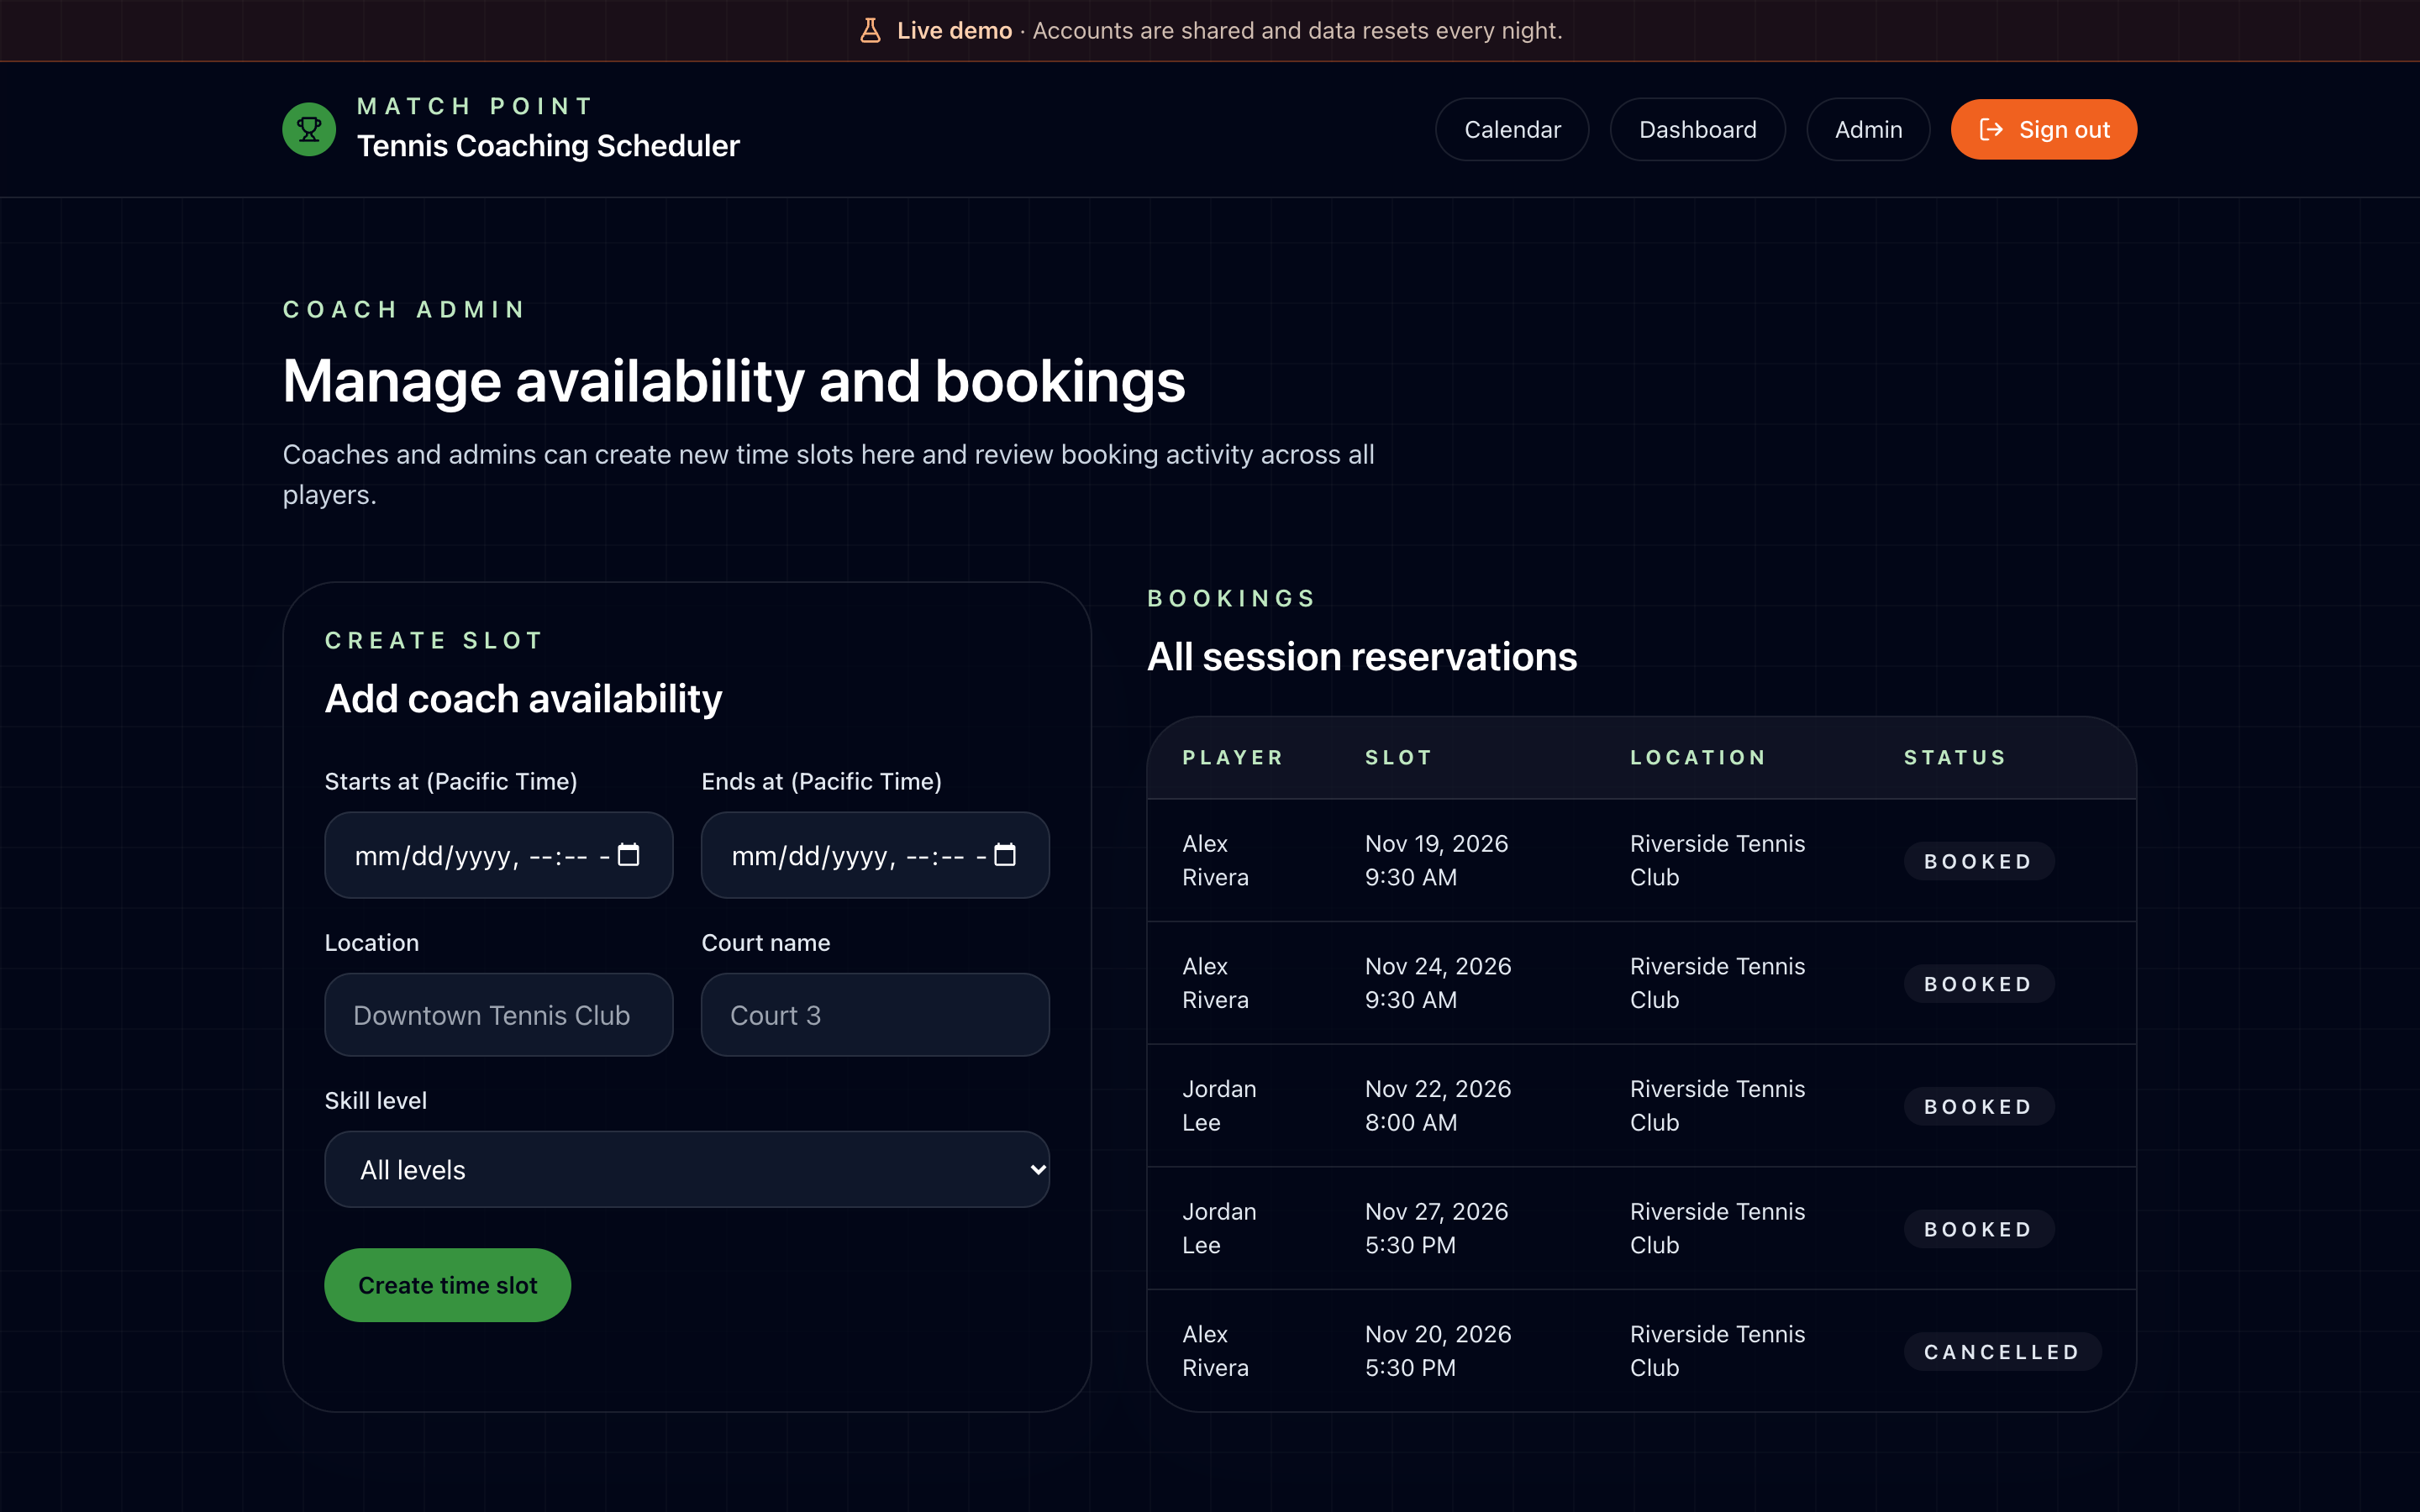 Live demo · Accounts are shared and data resets every night.
MATCH POINT
Tennis Coaching Scheduler
Calendar
Dashboard
Admin
Sign out
COACH ADMIN
Manage availability and bookings
Coaches and admins can create new time slots here and review booking activity across all
players.
CREATE SLOT
Add coach availability
Starts at (Pacific Time)
Ends at (Pacific Time)
mm/dd/yyyy, --:-- -
mm/dd/yyyy, --:-- -
Location
Court name
Downtown Tennis Club
Court 3
Skill level
All levels
Create time slot
BOOKINGS
All session reservations
PLAYER SLOT LOCATION STATUS
Alex Nov 19, 2026 Riverside Tennis
Rivera 9:30 AM Club
BOOKED
Alex Nov 24, 2026 Riverside Tennis
Rivera 9:30 AM Club
BOOKED
Jordan Nov 22, 2026 Riverside Tennis
Lee 8:00 AM Club
BOOKED
Jordan Nov 27, 2026 Riverside Tennis
Lee 5:30 PM Club
BOOKED
Alex Nov 20, 2026 Riverside Tennis
Rivera 5:30 PM Club
CANCELLED